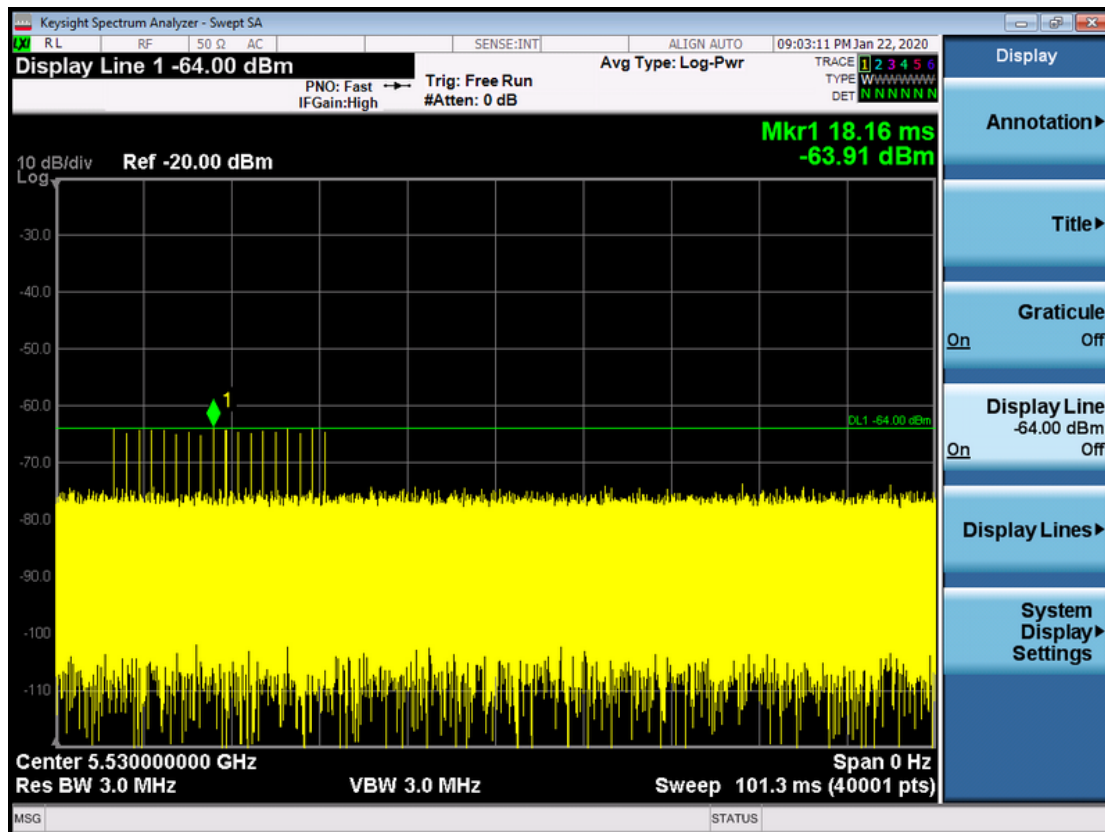 Keysight Spectrum Analyzer - Swept SA
LXI RL RF 50 Ω AC SENSE:INT ALIGN AUTO 09:03:11 PM Jan 22, 2020
Display Line 1 -64.00 dBm
PNO: Fast
IFGain:High
Trig: Free Run
#Atten: 0 dB
Avg Type: Log-Pwr
TRACE 1 2 3 4 5 6
TYPE WWWWWW
DET N N N N N N
Mkr1 18.16 ms
-63.91 dBm
10 dB/div Ref -20.00 dBm
Log
-30.0
-40.0
-50.0
-60.0
-70.0
-80.0
-90.0
-100
-110
1
DL1 -64.00 dBm
Center 5.530000000 GHz Span 0 Hz
Res BW 3.0 MHz VBW 3.0 MHz Sweep 101.3 ms (40001 pts)
MSG STATUS
Display
Annotation
Title
Graticule
On Off
Display Line
-64.00 dBm
On Off
Display Lines
System
Display
Settings